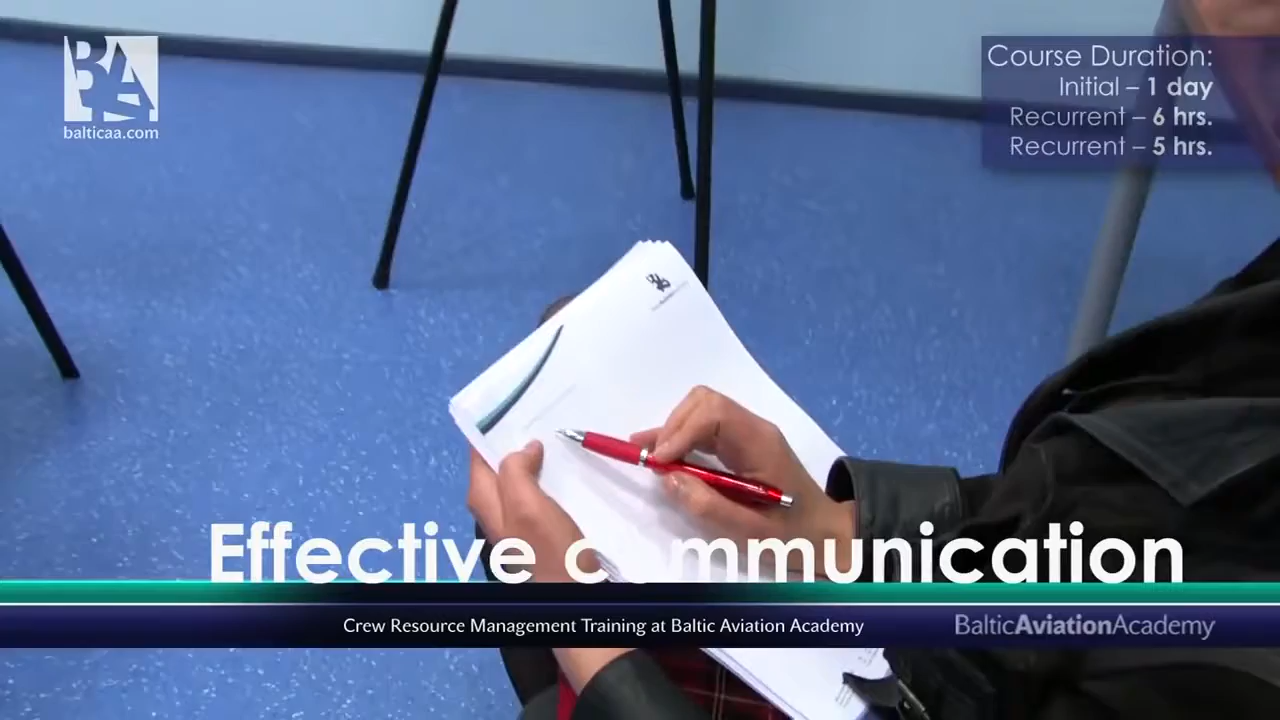 BAA
balticaa.com
Course Duration:
Initial – 1 day
Recurrent – 6 hrs.
Recurrent – 5 hrs.
Effective communication
Crew Resource Management Training at Baltic Aviation Academy
BalticAviationAcademy